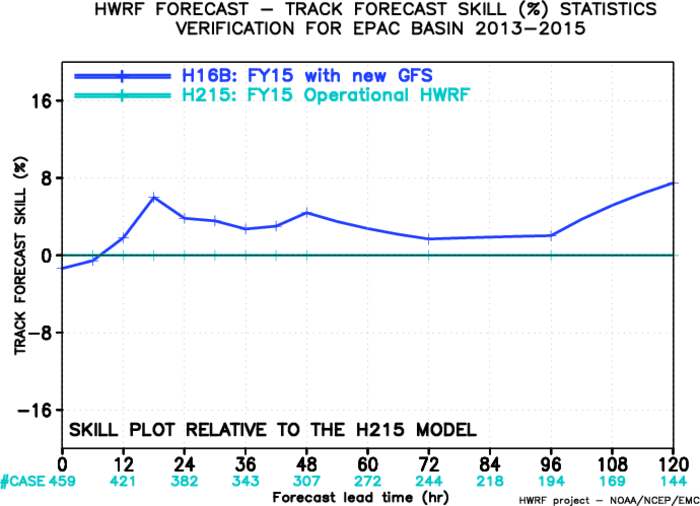 HWRF FORECAST – TRACK FORECAST SKILL (%) STATISTICS
VERIFICATION FOR EPAC BASIN 2013–2015
H16B: FY15 with new GFS
H215: FY15 Operational HWRF
TRACK FORECAST SKILL (%)
16
8
0
–8
–16
SKILL PLOT RELATIVE TO THE H215 MODEL
0 12 24 36 48 60 72 84 96 108 120
#CASE 459 421 382 343 307 272 244 218 194 169 144
Forecast lead time (hr)
HWRF project – NOAA/NCEP/EMC